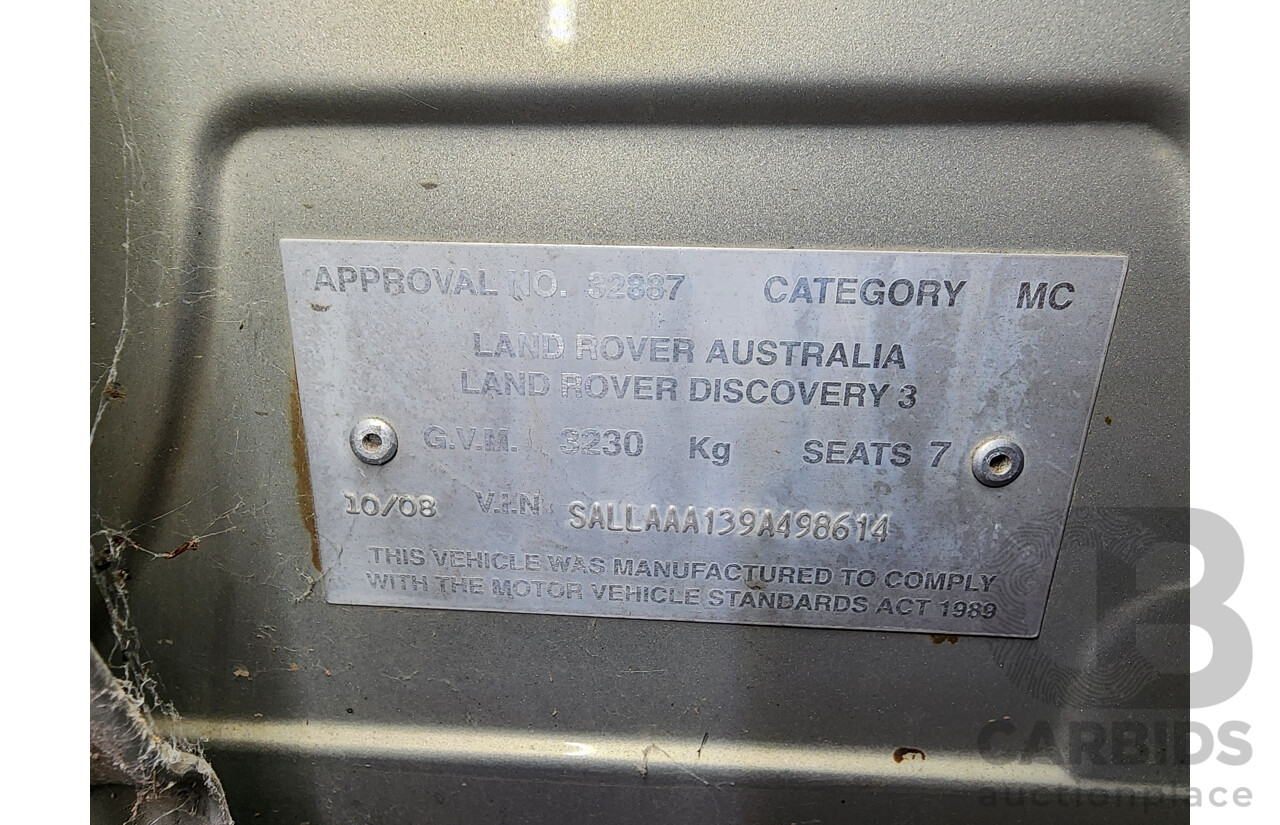 APPROVAL NO. 32887 CATEGORY MC
LAND ROVER AUSTRALIA
LAND ROVER DISCOVERY 3
G.V.M. 3230 Kg SEATS 7
10/08 V.I.N. SALLAAA139A498614
THIS VEHICLE WAS MANUFACTURED TO COMPLY
WITH THE MOTOR VEHICLE STANDARDS ACT 1989
CARBIDS
auctionplace